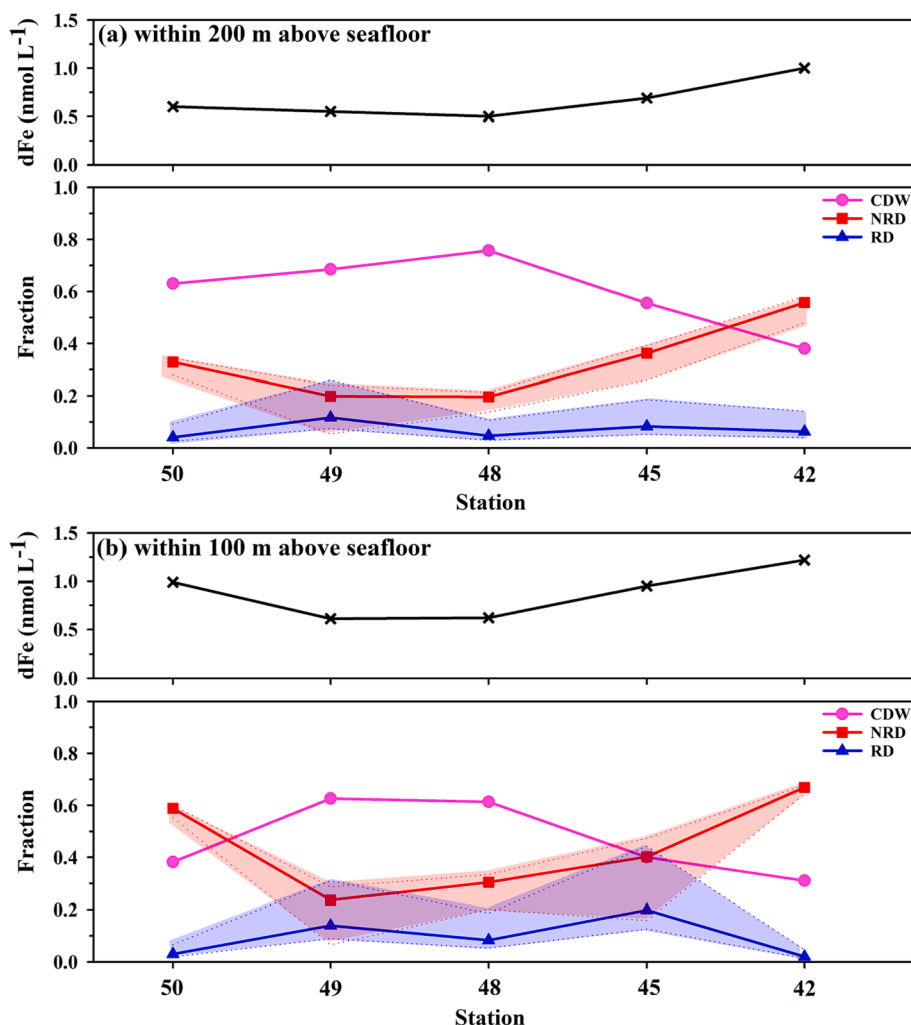 (a) within 200 m above seafloor
dFe (nmol L⁻¹)
1.5
1.0
0.5
0.0
CDW
NRD
RD
Fraction
1.0
0.8
0.6
0.4
0.2
0.0
50 49 48 45 42
Station
(b) within 100 m above seafloor
dFe (nmol L⁻¹)
1.5
1.0
0.5
0.0
CDW
NRD
RD
Fraction
1.0
0.8
0.6
0.4
0.2
0.0
50 49 48 45 42
Station